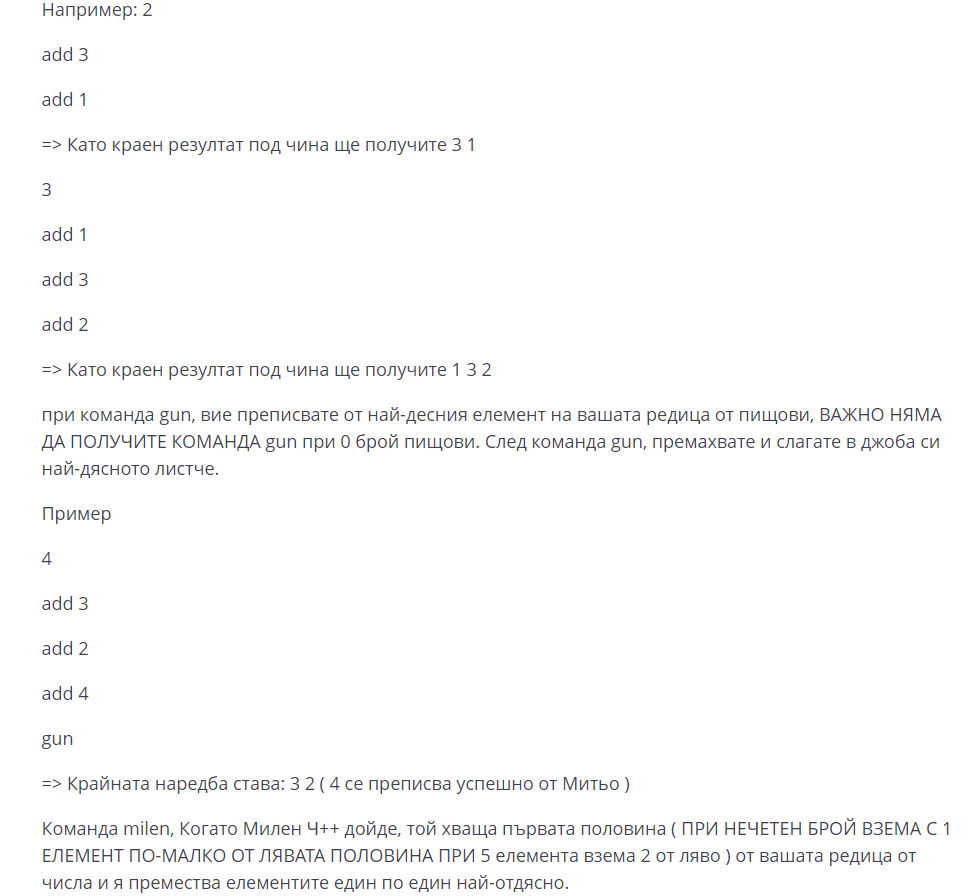 Например: 2
add 3
add 1
=> Като краен резултат под чина ще получите 3 1
3
add 1
add 3
add 2
=> Като краен резултат под чина ще получите 1 3 2
при команда gun, вие преписвате от най-десния елемент на вашата редица от пищови, ВАЖНО НЯМА
ДА ПОЛУЧИТЕ КОМАНДА gun при 0 брой пищови. След команда gun, премахвате и слагате в джоба си
най-дясното листче.
Пример
4
add 3
add 2
add 4
gun
=> Крайната наредба става: 3 2 ( 4 се преписва успешно от Митьо )
Команда milen, Когато Милен Ч++ дойде, той хваща първата половина ( ПРИ НЕЧЕТЕН БРОЙ ВЗЕМА С 1
ЕЛЕМЕНТ ПО-МАЛКО ОТ ЛЯВАТА ПОЛОВИНА ПРИ 5 елемента взема 2 от ляво ) от вашата редица от
числа и я премества елементите един по един най-отдясно.